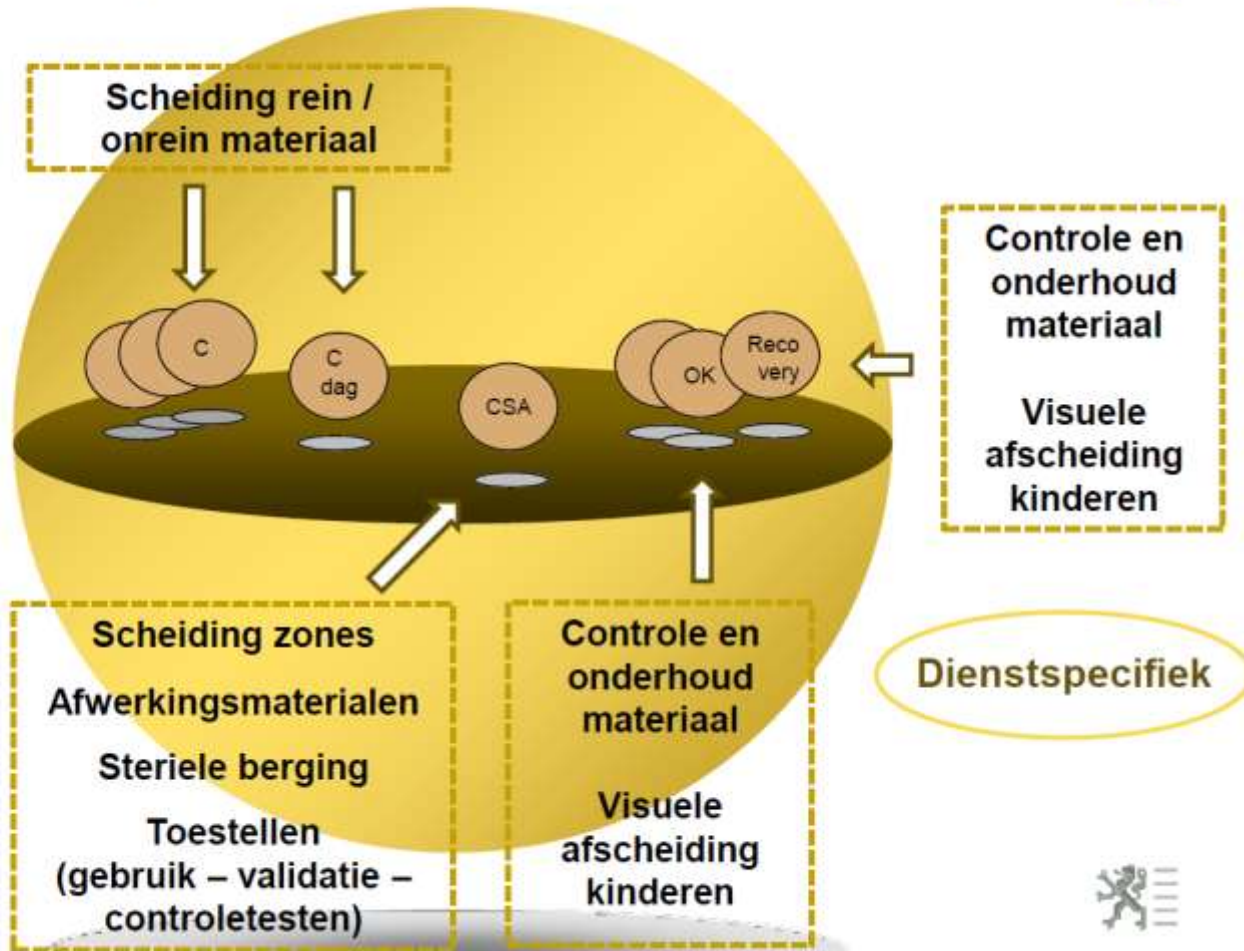 Scheiding rein /
onrein materiaal
C
C
dag
CSA
OK
Reco
very
Controle en
onderhoud
materiaal
Visuele
afscheiding
kinderen
Scheiding zones
Afwerkingsmaterialen
Steriele berging
Toestellen
(gebruik – validatie –
controletesten)
Controle en
onderhoud
materiaal
Visuele
afscheiding
kinderen
Dienstspecifiek